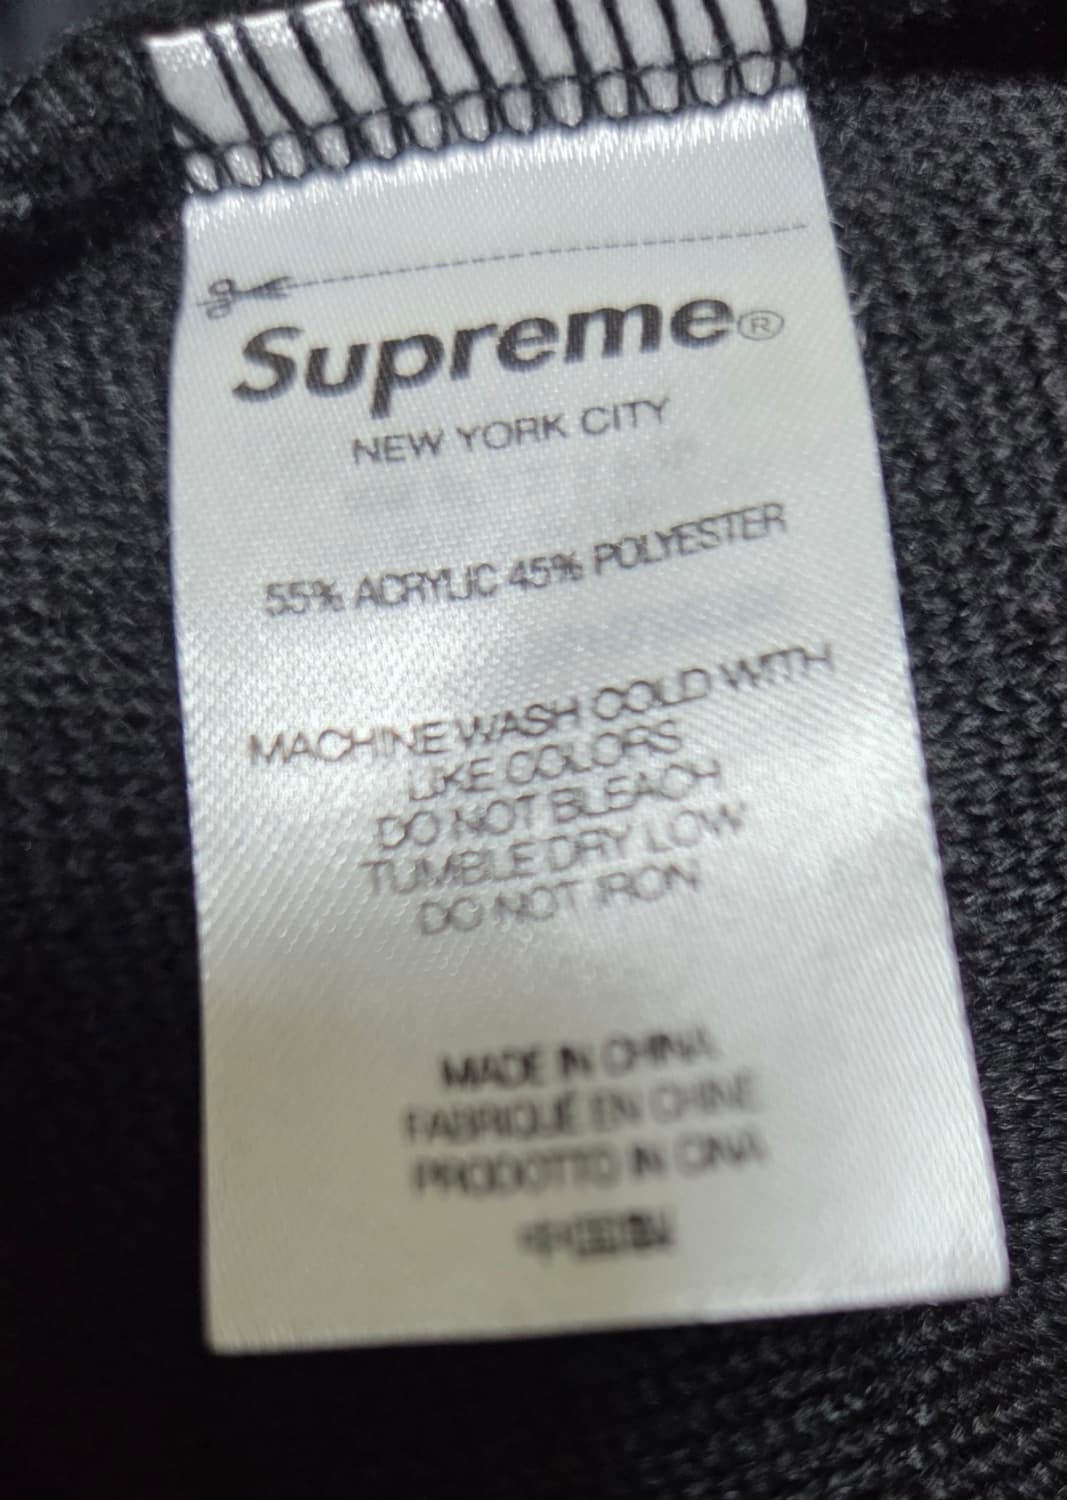 Supreme®
NEW YORK CITY
55% ACRYLIC 45% POLYESTER
MACHINE WASH COLD WITH
LIKE COLORS
DO NOT BLEACH
TUMBLE DRY LOW
DO NOT IRON
MADE IN CHINA
FABRIQUÉ EN CHINE
PRODOTTO IN CINA